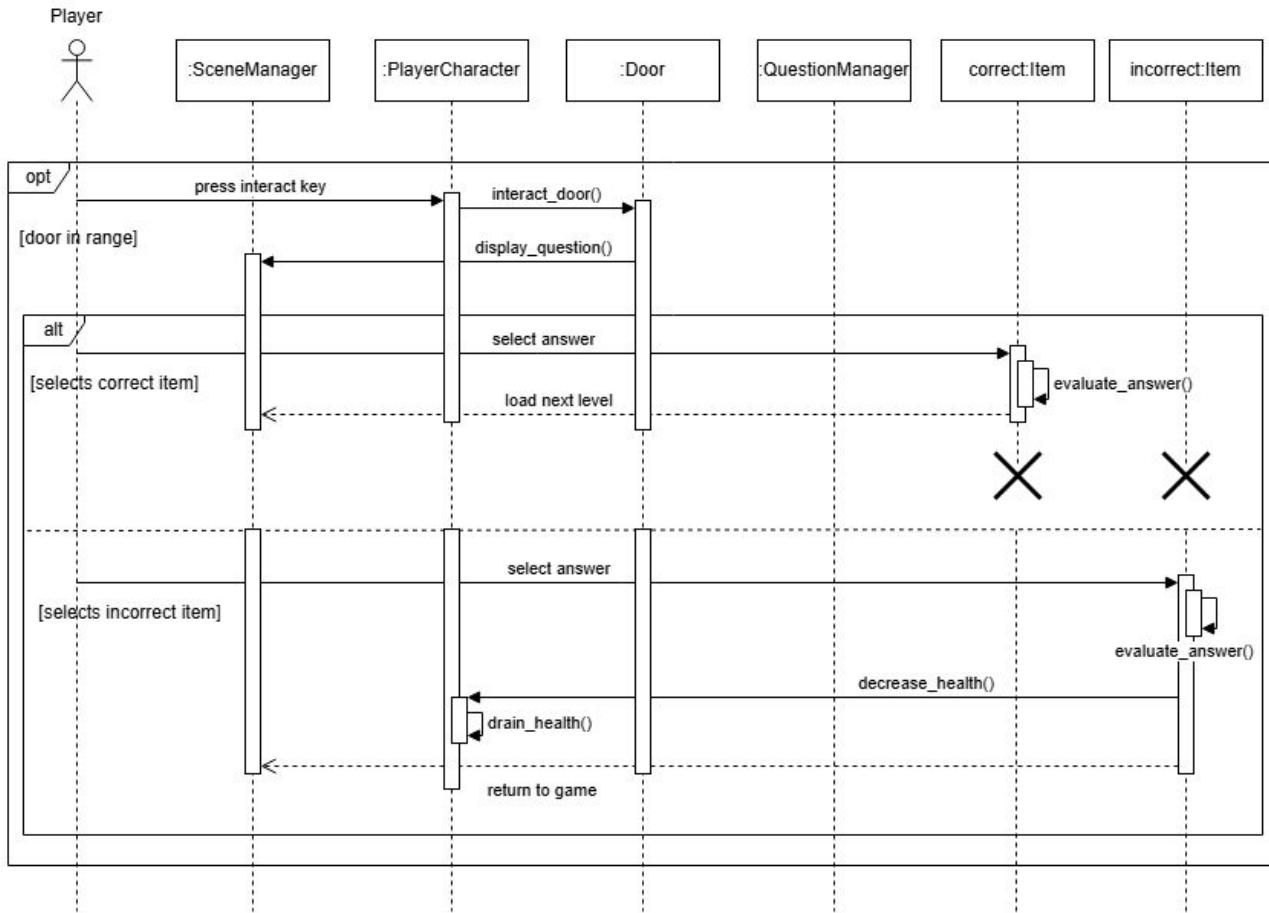 Player
:SceneManager
:PlayerCharacter
:Door
:QuestionManager
correct:Item
incorrect:Item
opt
press interact key
interact_door()
[door in range]
display_question()
alt
select answer
[selects correct item]
evaluate_answer()
load next level
select answer
[selects incorrect item]
evaluate_answer()
decrease_health()
drain_health()
return to game